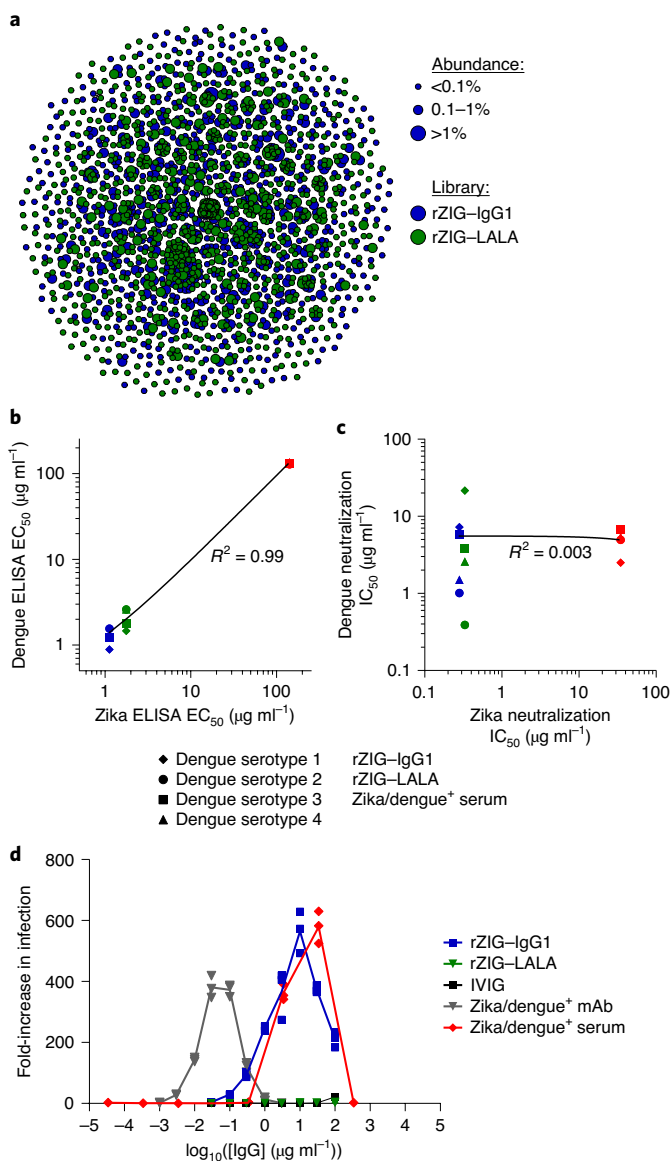 a
Abundance:
<0.1%
0.1–1%
>1%
Library:
rZIG–IgG1
rZIG–LALA
b
Dengue ELISA EC50 (µg ml−1)
100
10
1
R2 = 0.99
1 10 100
Zika ELISA EC50 (µg ml−1)
c
Dengue neutralization
IC50 (µg ml−1)
100
10
1
0.1
R2 = 0.003
0.1 1 10 100
Zika neutralization
IC50 (µg ml−1)
Dengue serotype 1 rZIG–IgG1
Dengue serotype 2 rZIG–LALA
Dengue serotype 3 Zika/dengue+ serum
Dengue serotype 4
d
Fold-increase in infection
800
600
400
200
0
−5 −4 −3 −2 −1 0 1 2 3 4 5
log10([IgG] (µg ml−1))
rZIG–IgG1
rZIG–LALA
IVIG
Zika/dengue+ mAb
Zika/dengue+ serum